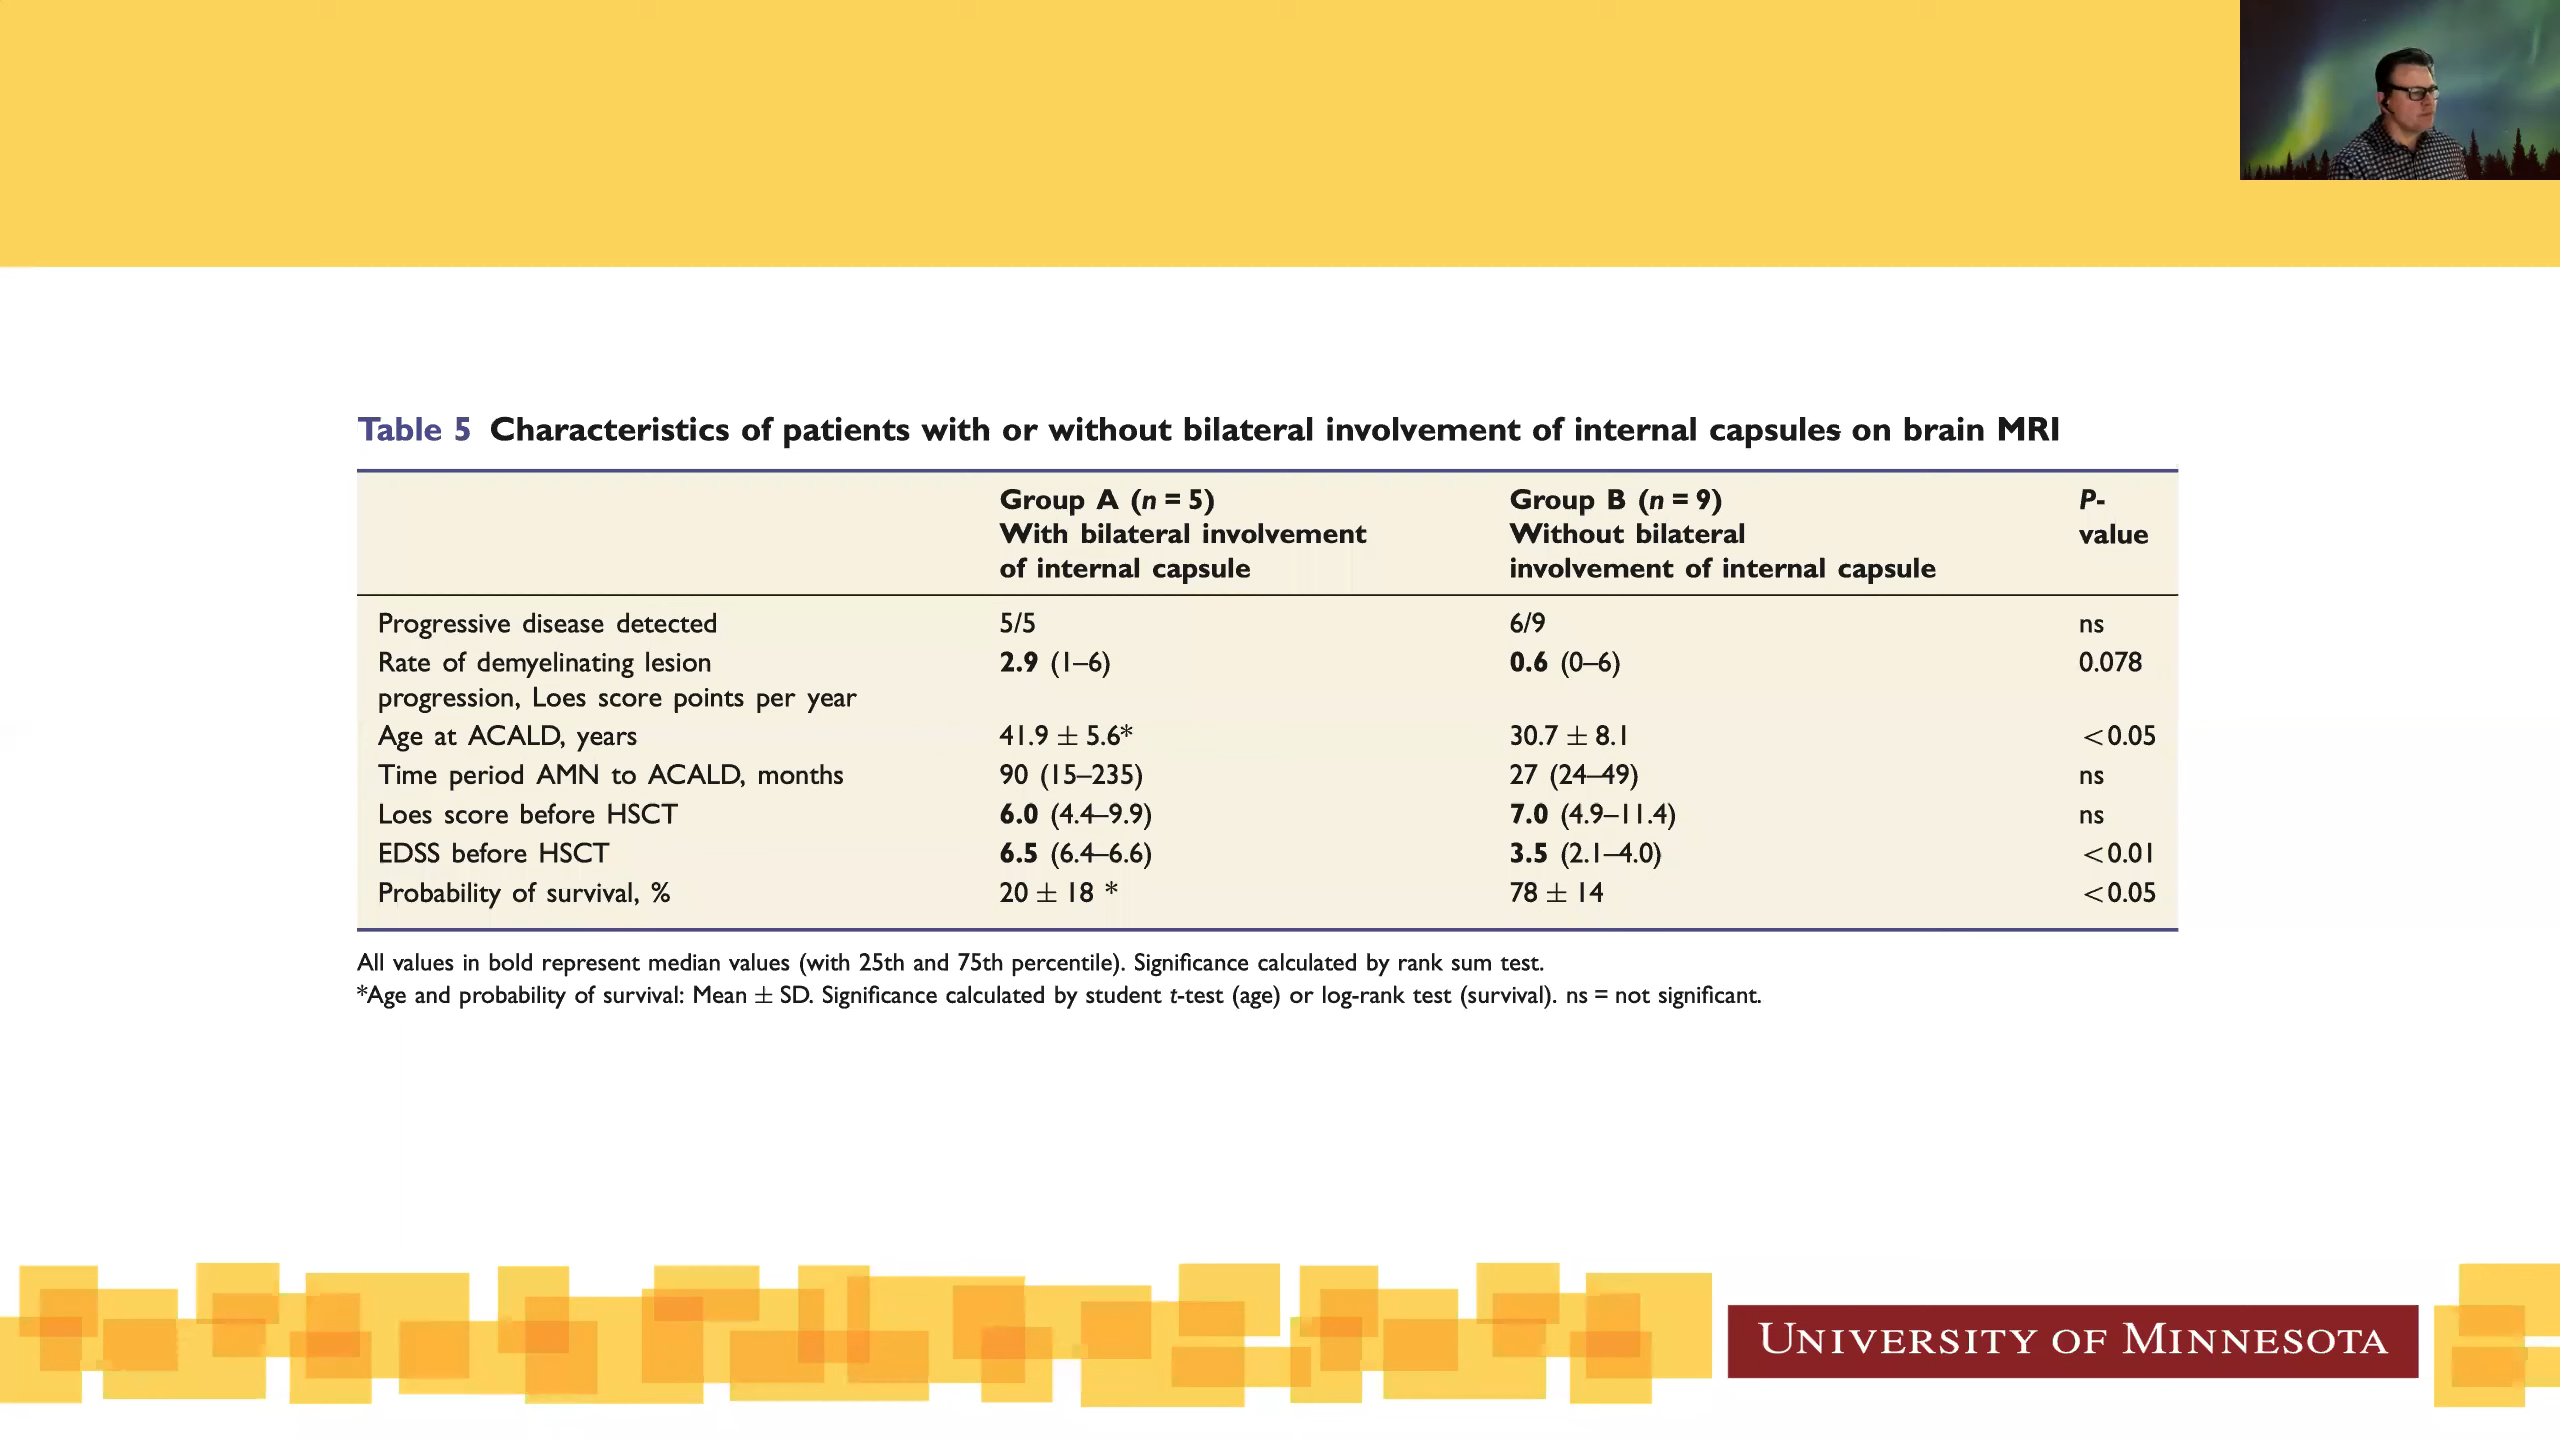 Table 5 Characteristics of patients with or without bilateral involvement of internal capsules on brain MRI
Group A (n = 5) Group B (n = 9) P-
With bilateral involvement Without bilateral value
of internal capsule involvement of internal capsule
Progressive disease detected 5/5 6/9 ns
Rate of demyelinating lesion 2.9 (1–6) 0.6 (0–6) 0.078
progression, Loes score points per year
Age at ACALD, years 41.9 ± 5.6* 30.7 ± 8.1 <0.05
Time period AMN to ACALD, months 90 (15–235) 27 (24–49) ns
Loes score before HSCT 6.0 (4.4–9.9) 7.0 (4.9–11.4) ns
EDSS before HSCT 6.5 (6.4–6.6) 3.5 (2.1–4.0) <0.01
Probability of survival, % 20 ± 18 * 78 ± 14 <0.05
All values in bold represent median values (with 25th and 75th percentile). Significance calculated by rank sum test.
*Age and probability of survival: Mean ± SD. Significance calculated by student t-test (age) or log-rank test (survival). ns = not significant.
UNIVERSITY OF MINNESOTA